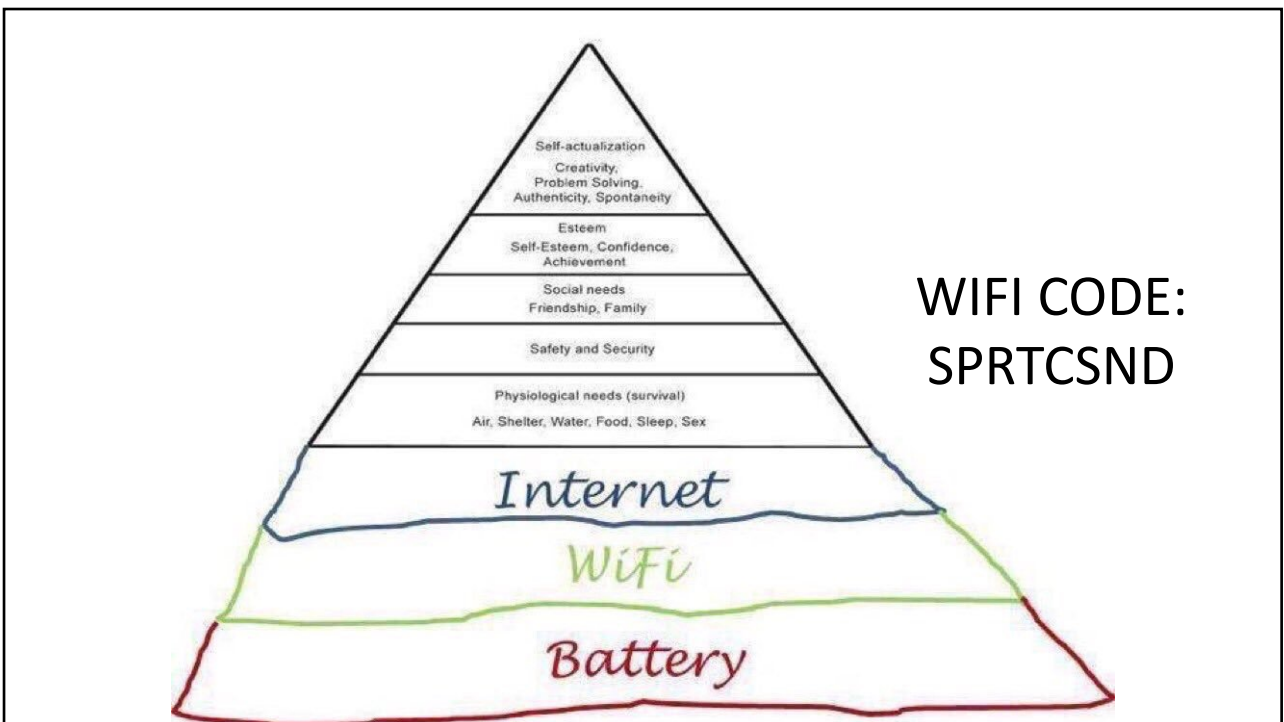 Self-actualization
Creativity,
Problem Solving,
Authenticity, Spontaneity
Esteem
Self-Esteem, Confidence,
Achievement
Social needs
Friendship, Family
Safety and Security
Physiological needs (survival)
Air, Shelter, Water, Food, Sleep, Sex
Internet
WiFi
Battery
WIFI CODE:
SPRTCSND